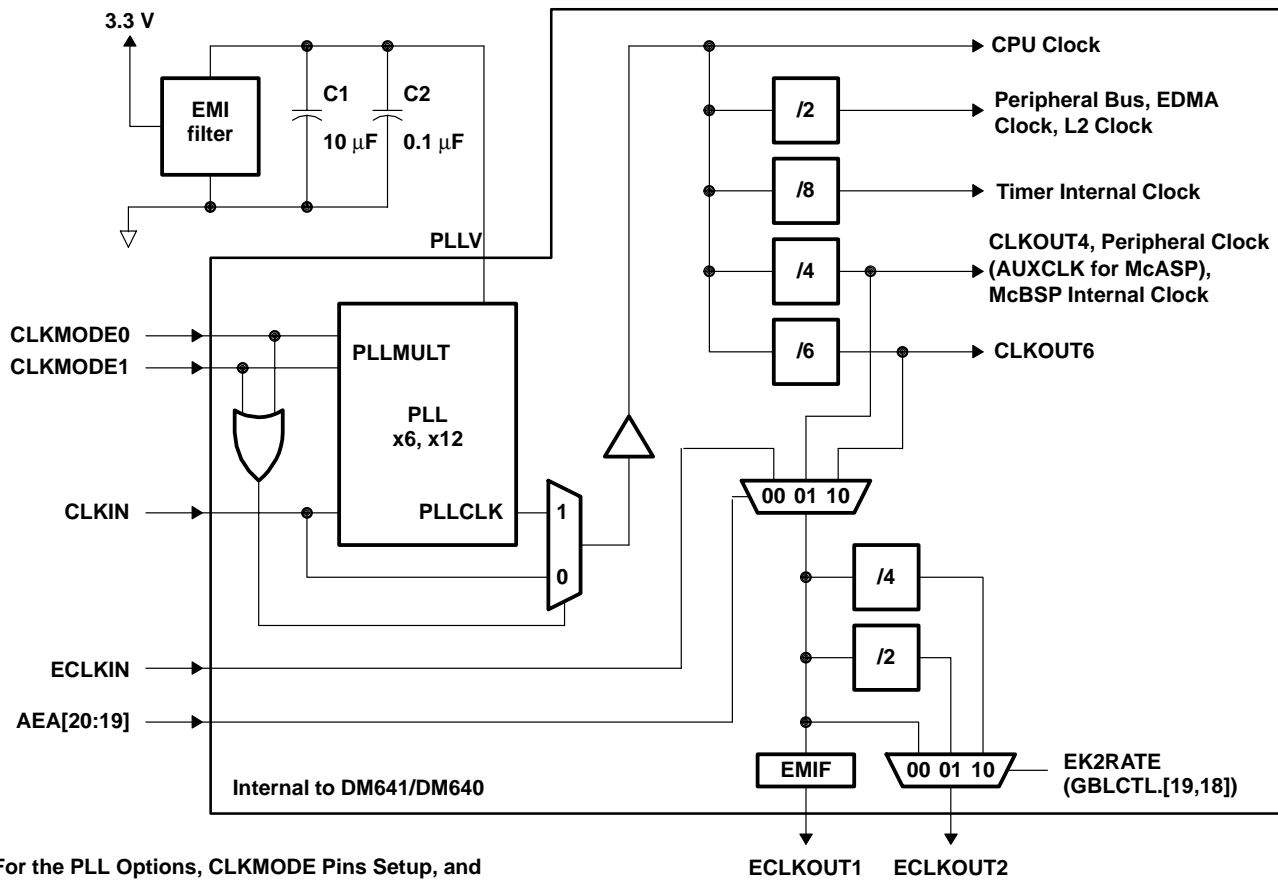 3.3 V
EMI
filter
C1
10 μF
C2
0.1 μF
PLLV
CPU Clock
/2
Peripheral Bus, EDMA
Clock, L2 Clock
/8
Timer Internal Clock
/4
CLKOUT4, Peripheral Clock
(AUXCLK for McASP),
McBSP Internal Clock
/6
CLKOUT6
CLKMODE0
CLKMODE1
PLLMULT
PLL
x6, x12
CLKIN
PLLCLK
1
0
00 01 10
/4
/2
ECLKIN
AEA[20:19]
EMIF
00 01 10
EK2RATE
(GBLCTL.[19,18])
Internal to DM641/DM640
ECLKOUT1
ECLKOUT2
For the PLL Options, CLKMODE Pins Setup, and